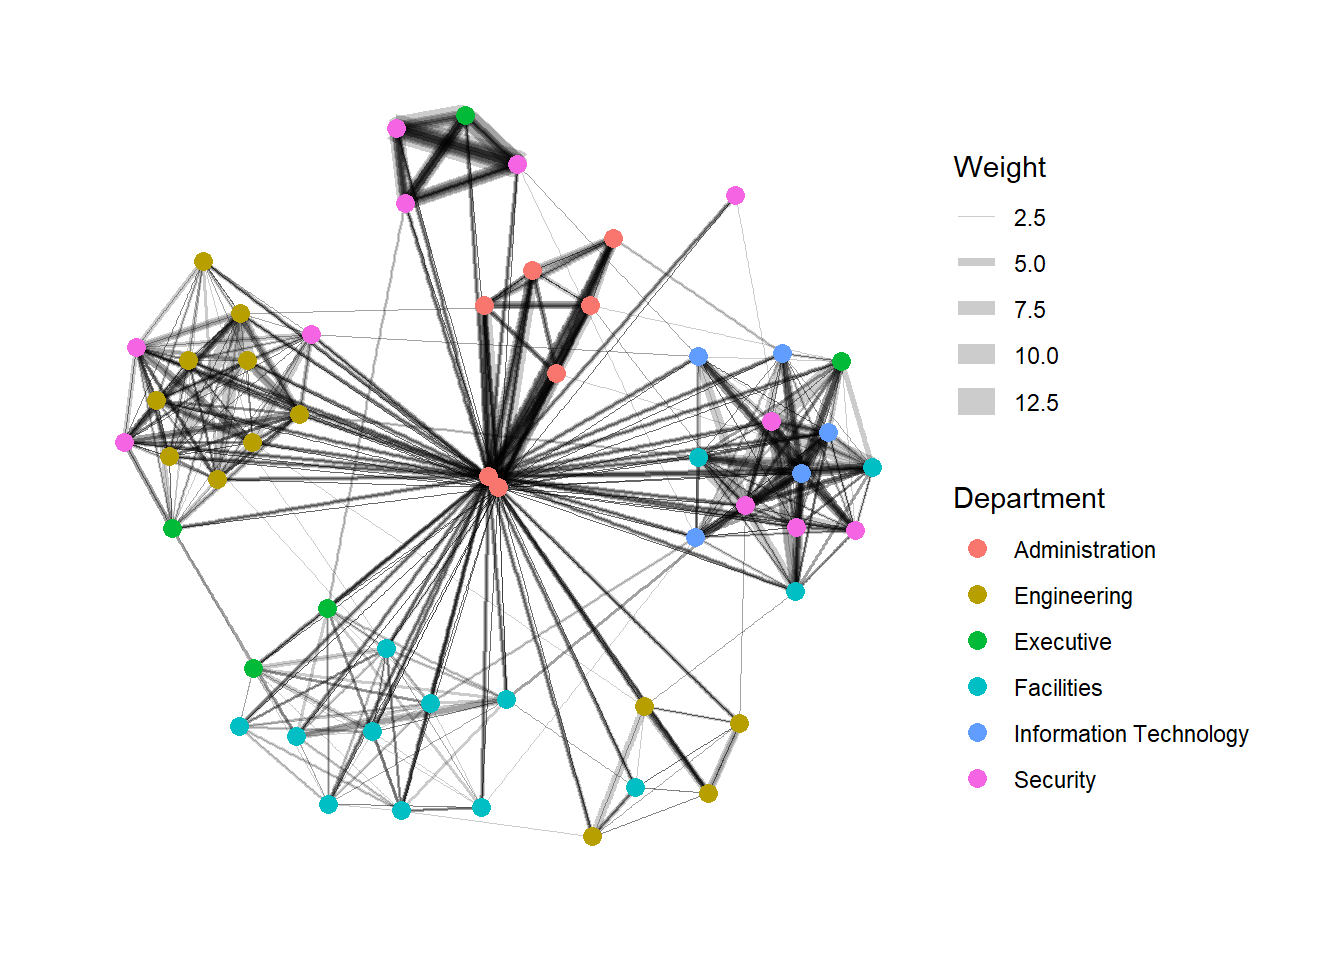 Weight
2.5
5.0
7.5
10.0
12.5
Department
Administration
Engineering
Executive
Facilities
Information Technology
Security